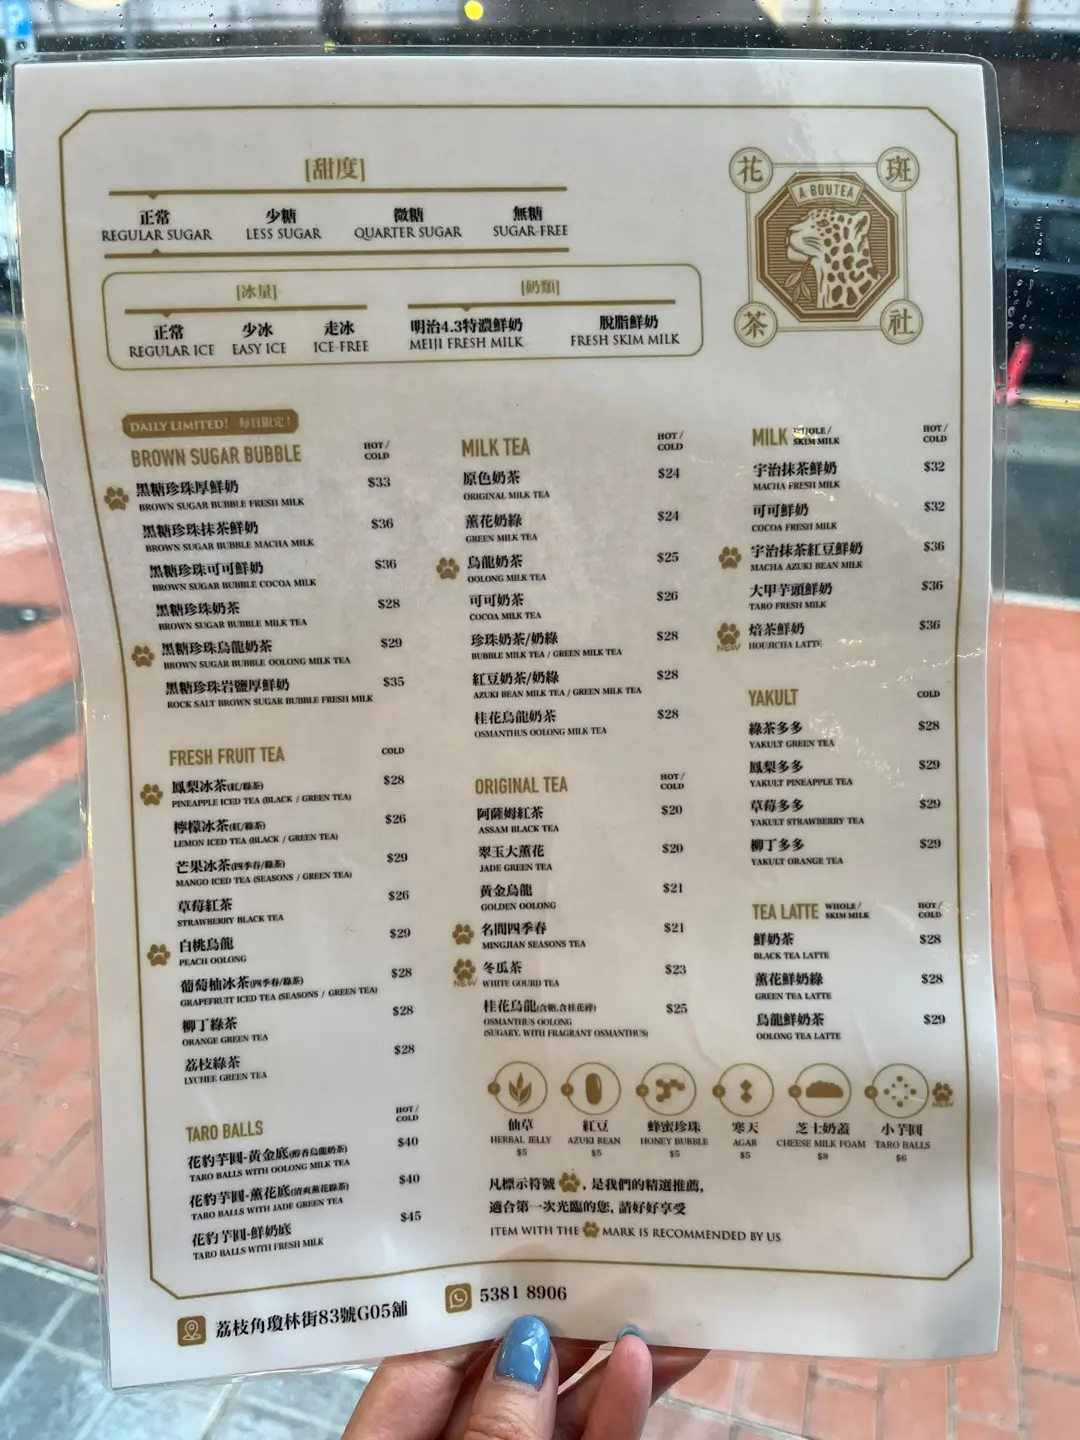 [甜度]
正常 少糖 微糖 無糖
REGULAR SUGAR LESS SUGAR QUARTER SUGAR SUGAR-FREE
[冰量] [奶類]
正常 少冰 走冰 明治4.3特濃鮮奶 脫脂鮮奶
REGULAR ICE EASY ICE ICE-FREE MEIJI FRESH MILK FRESH SKIM MILK
花 斑
A BOUTEA
茶 社
DAILY LIMITED! 每日限定!
BROWN SUGAR BUBBLE HOT / COLD
黑糖珍珠厚鮮奶 $33
BROWN SUGAR BUBBLE FRESH MILK
黑糖珍珠抹茶鮮奶 $36
BROWN SUGAR BUBBLE MACHA MILK
黑糖珍珠可可鮮奶 $36
BROWN SUGAR BUBBLE COCOA MILK
黑糖珍珠奶茶 $28
BROWN SUGAR BUBBLE MILK TEA
黑糖珍珠烏龍奶茶 $29
BROWN SUGAR BUBBLE OOLONG MILK TEA
黑糖珍珠岩鹽厚鮮奶 $35
ROCK SALT BROWN SUGAR BUBBLE FRESH MILK
FRESH FRUIT TEA COLD
鳳梨冰茶(紅/綠茶) $28
PINEAPPLE ICED TEA (BLACK / GREEN TEA)
檸檬冰茶(紅/綠茶) $26
LEMON ICED TEA (BLACK / GREEN TEA)
芒果冰茶(四季春/綠茶) $29
MANGO ICED TEA (SEASONS / GREEN TEA)
草莓紅茶 $26
STRAWBERRY BLACK TEA
白桃烏龍 $29
PEACH OOLONG
葡萄柚冰茶(四季春/綠茶) $28
GRAPEFRUIT ICED TEA (SEASONS / GREEN TEA)
柳丁綠茶 $28
ORANGE GREEN TEA
荔枝綠茶 $28
LYCHEE GREEN TEA
TARO BALLS HOT / COLD
花豹芋圓-黃金底(醇香烏龍奶茶) $40
TARO BALLS WITH OOLONG MILK TEA
花豹芋圓-薰花底(清爽薰花綠茶) $40
TARO BALLS WITH JADE GREEN TEA
花豹芋圓-鮮奶底 $45
TARO BALLS WITH FRESH MILK
MILK TEA HOT / COLD
原色奶茶 $24
ORIGINAL MILK TEA
薰花奶綠 $24
GREEN MILK TEA
烏龍奶茶 $25
OOLONG MILK TEA
可可奶茶 $26
COCOA MILK TEA
珍珠奶茶/奶綠 $28
BUBBLE MILK TEA / GREEN MILK TEA
紅豆奶茶/奶綠 $28
AZUKI BEAN MILK TEA / GREEN MILK TEA
桂花烏龍奶茶 $28
OSMANTHUS OOLONG MILK TEA
ORIGINAL TEA HOT / COLD
阿薩姆紅茶 $20
ASSAM BLACK TEA
翠玉大薰花 $20
JADE GREEN TEA
黃金烏龍 $21
GOLDEN OOLONG
名間四季春 $21
MINGJIAN SEASONS TEA
冬瓜茶 $23
NEW WHITE GOURD TEA
桂花烏龍(含糖,含桂花碎) $25
OSMANTHUS OOLONG
(SUGARY, WITH FRAGRANT OSMANTHUS)
MILK WHOLE / SKIM MILK HOT / COLD
宇治抹茶鮮奶 $32
MACHA FRESH MILK
可可鮮奶 $32
COCOA FRESH MILK
宇治抹茶紅豆鮮奶 $36
MACHA AZUKI BEAN MILK
大甲芋頭鮮奶 $36
TARO FRESH MILK
焙茶鮮奶 $36
NEW HOUJICHA LATTE
YAKULT COLD
綠茶多多 $28
YAKULT GREEN TEA
鳳梨多多 $29
YAKULT PINEAPPLE TEA
草莓多多 $29
YAKULT STRAWBERRY TEA
柳丁多多 $29
YAKULT ORANGE TEA
TEA LATTE WHOLE / SKIM MILK HOT / COLD
鮮奶茶 $28
BLACK TEA LATTE
薰花鮮奶綠 $28
GREEN TEA LATTE
烏龍鮮奶茶 $29
OOLONG TEA LATTE
NEW
仙草 紅豆 蜂蜜珍珠 寒天 芝士奶蓋 小芋圓
HERBAL JELLY AZUKI BEAN HONEY BUBBLE AGAR CHEESE MILK FOAM TARO BALLS
$5 $5 $5 $5 $8 $6
凡標示符號 , 是我們的精選推薦,
適合第一次光臨的您, 請好好享受
ITEM WITH THE MARK IS RECOMMENDED BY US
荔枝角瓊林街83號G05舖 5381 8906